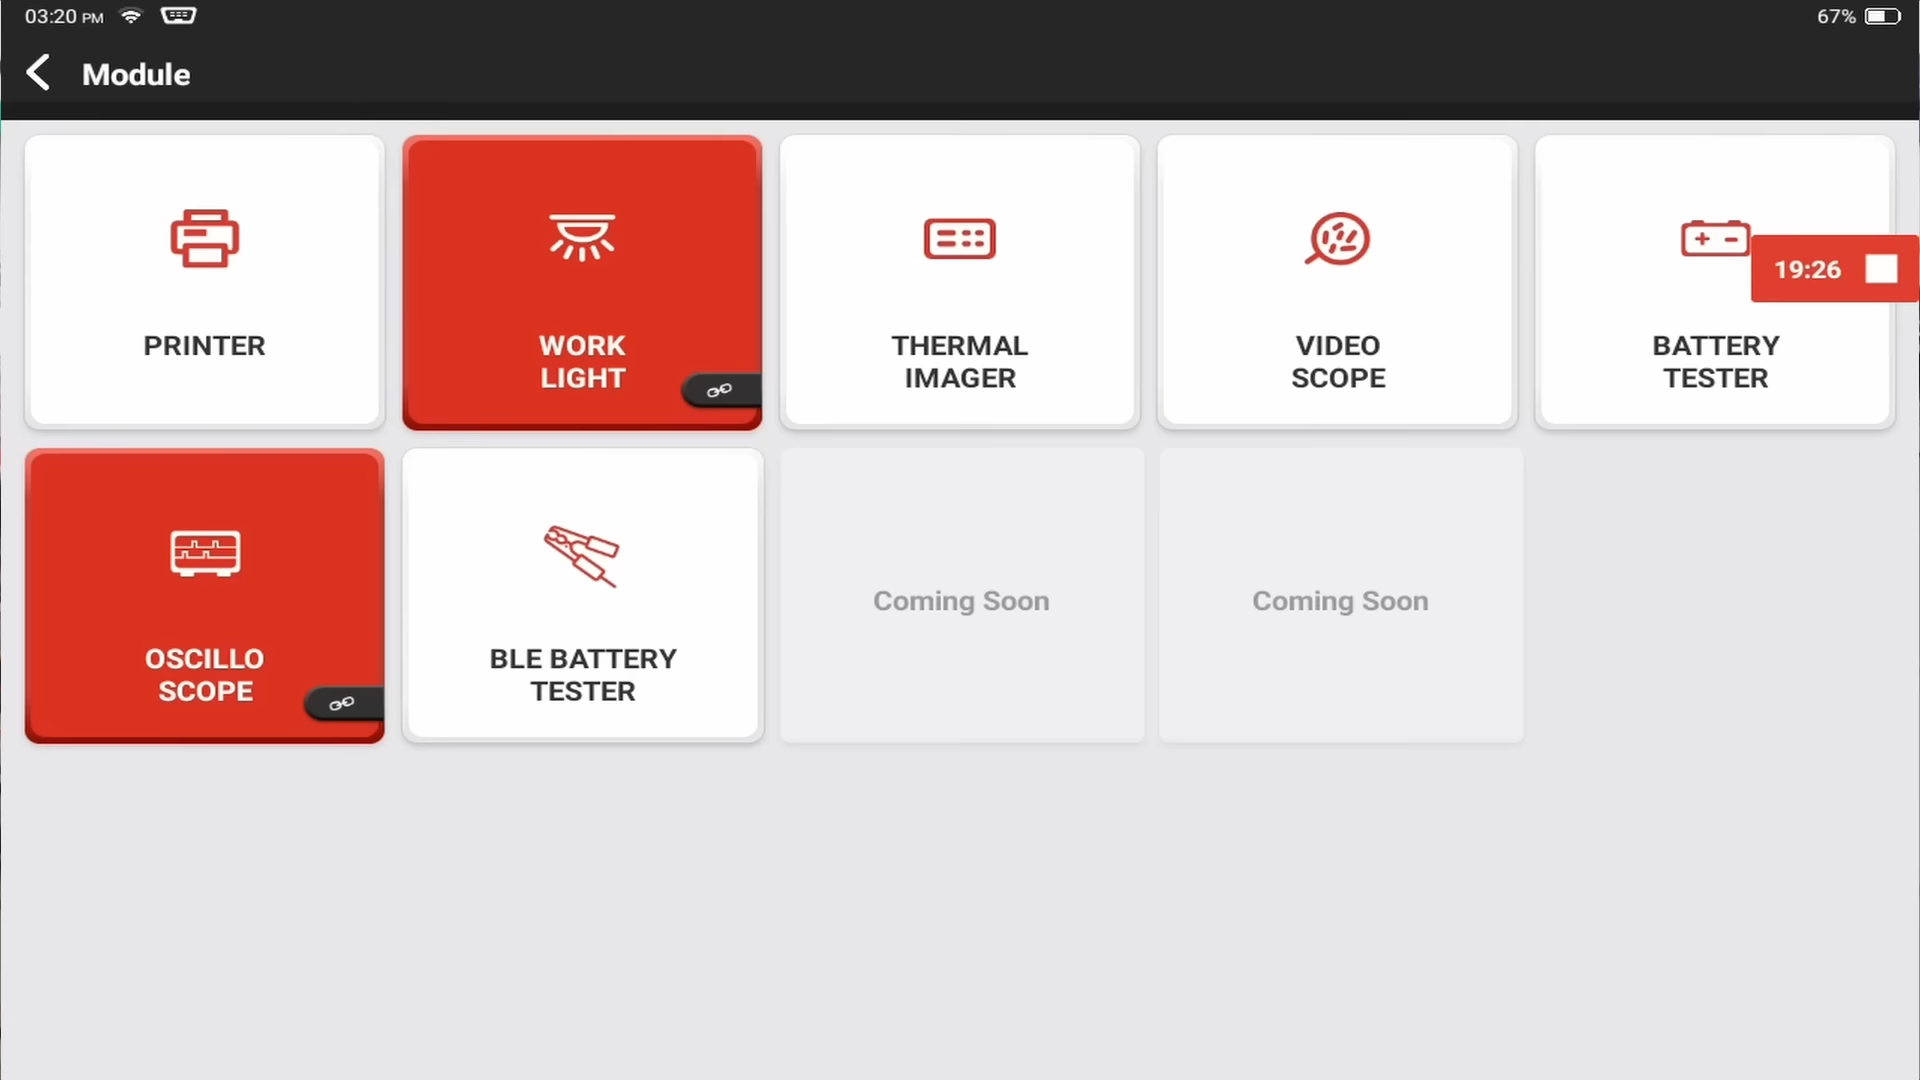 03:20 PM
67%
Module
PRINTER
WORK
LIGHT
THERMAL
IMAGER
VIDEO
SCOPE
BATTERY
TESTER
19:26
OSCILLO
SCOPE
BLE BATTERY
TESTER
Coming Soon
Coming Soon